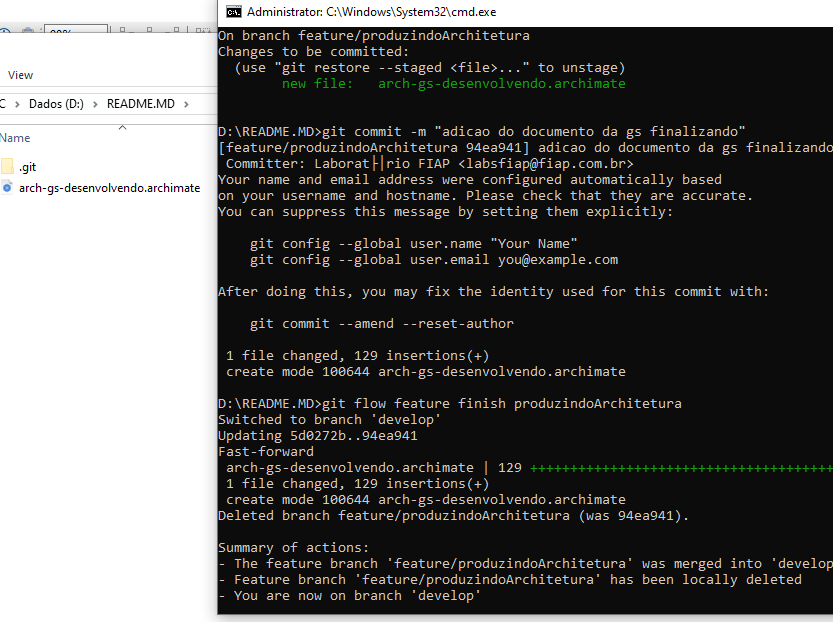 View
C > Dados (D:) > README.MD >
Name
.git
arch-gs-desenvolvendo.archimate
Administrator: C:\Windows\System32\cmd.exe
On branch feature/produzindoArchitetura
Changes to be committed:
  (use "git restore --staged <file>..." to unstage)
        new file:   arch-gs-desenvolvendo.archimate
D:\README.MD>git commit -m "adicao do documento da gs finalizando"
[feature/produzindoArchitetura 94ea941] adicao do documento da gs finalizando
 Committer: Laborat├││rio FIAP <labsfiap@fiap.com.br>
Your name and email address were configured automatically based
on your username and hostname. Please check that they are accurate.
You can suppress this message by setting them explicitly:
    git config --global user.name "Your Name"
    git config --global user.email you@example.com
After doing this, you may fix the identity used for this commit with:
    git commit --amend --reset-author
 1 file changed, 129 insertions(+)
 create mode 100644 arch-gs-desenvolvendo.archimate
D:\README.MD>git flow feature finish produzindoArchitetura
Switched to branch 'develop'
Updating 5d0272b..94ea941
Fast-forward
 arch-gs-desenvolvendo.archimate | 129 ++++++++++++++++++++++++++++++++++++++
 1 file changed, 129 insertions(+)
 create mode 100644 arch-gs-desenvolvendo.archimate
Deleted branch feature/produzindoArchitetura (was 94ea941).
Summary of actions:
- The feature branch 'feature/produzindoArchitetura' was merged into 'develop
- Feature branch 'feature/produzindoArchitetura' has been locally deleted
- You are now on branch 'develop'